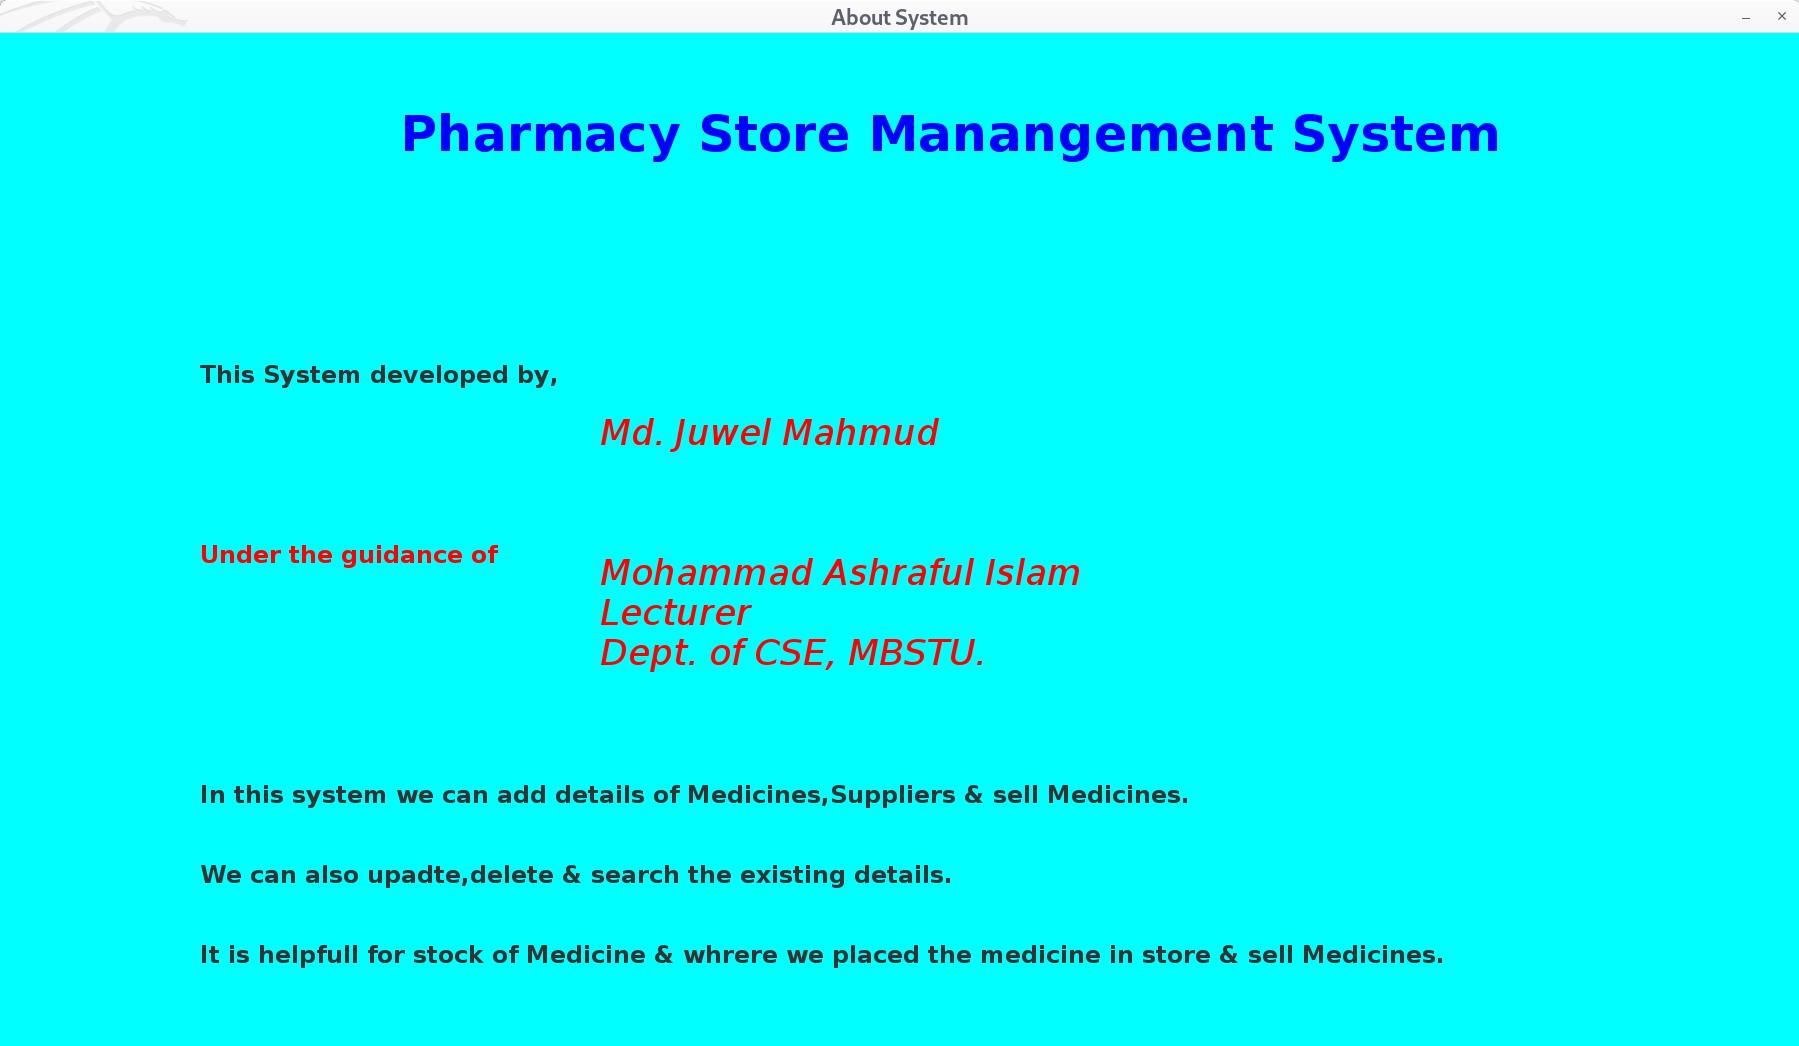 About System
Pharmacy Store Manangement System
This System developed by,
Md. Juwel Mahmud
Under the guidance of
Mohammad Ashraful Islam
Lecturer
Dept. of CSE, MBSTU.
In this system we can add details of Medicines,Suppliers & sell Medicines.
We can also upadte,delete & search the existing details.
It is helpfull for stock of Medicine & whrere we placed the medicine in store & sell Medicines.